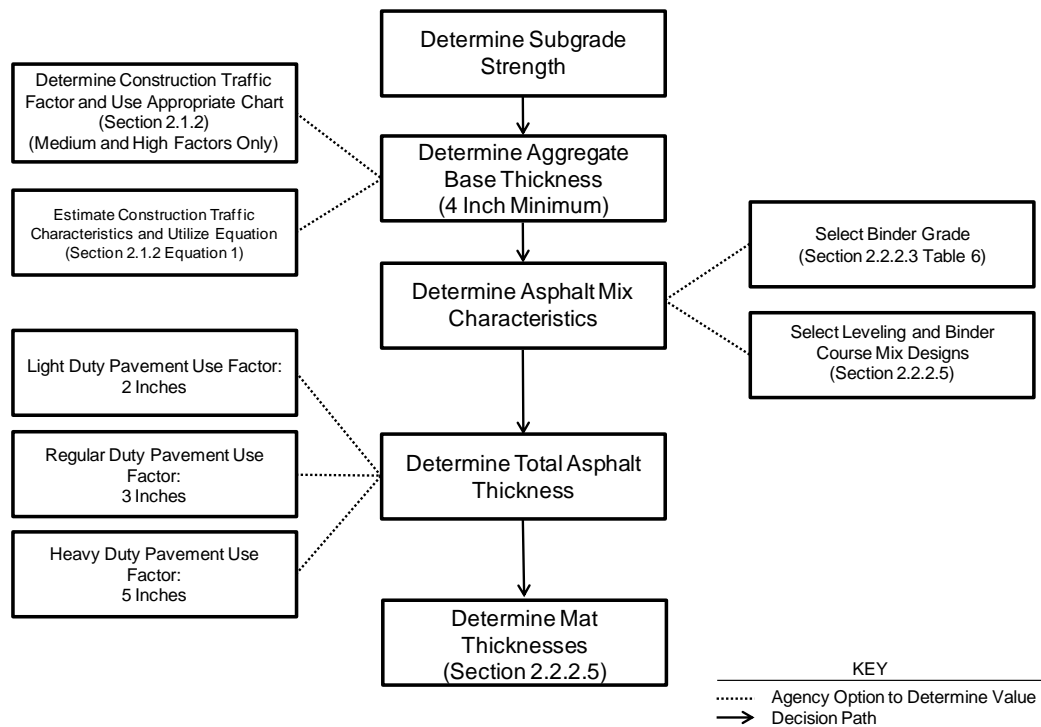 Determine Subgrade
Strength
Determine Construction Traffic
Factor and Use Appropriate Chart
(Section 2.1.2)
(Medium and High Factors Only)
Determine Aggregate
Base Thickness
(4 Inch Minimum)
Estimate Construction Traffic
Characteristics and Utilize Equation
(Section 2.1.2 Equation 1)
Select Binder Grade
(Section 2.2.2.3 Table 6)
Determine Asphalt Mix
Characteristics
Select Leveling and Binder
Course Mix Designs
(Section 2.2.2.5)
Light Duty Pavement Use Factor:
2 Inches
Regular Duty Pavement Use
Factor:
3 Inches
Determine Total Asphalt
Thickness
Heavy Duty Pavement Use
Factor:
5 Inches
Determine Mat
Thicknesses
(Section 2.2.2.5)
KEY
Agency Option to Determine Value
Decision Path